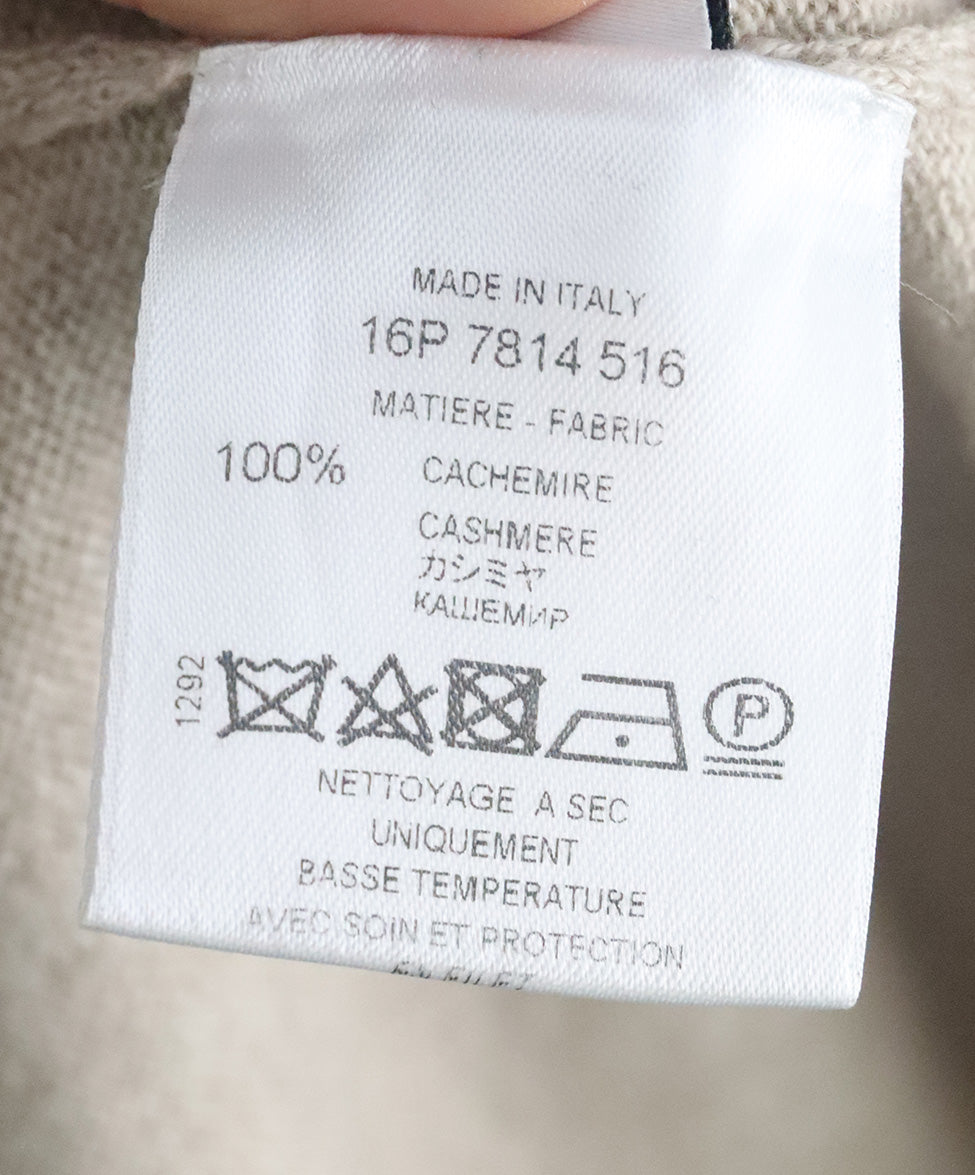 MADE IN ITALY
16P 7814 516
MATIERE - FABRIC
100% CACHEMIRE
CASHMERE
カシミヤ
КАШЕМИР
1292
P
NETTOYAGE A SEC
UNIQUEMENT
BASSE TEMPERATURE
AVEC SOIN ET PROTECTION